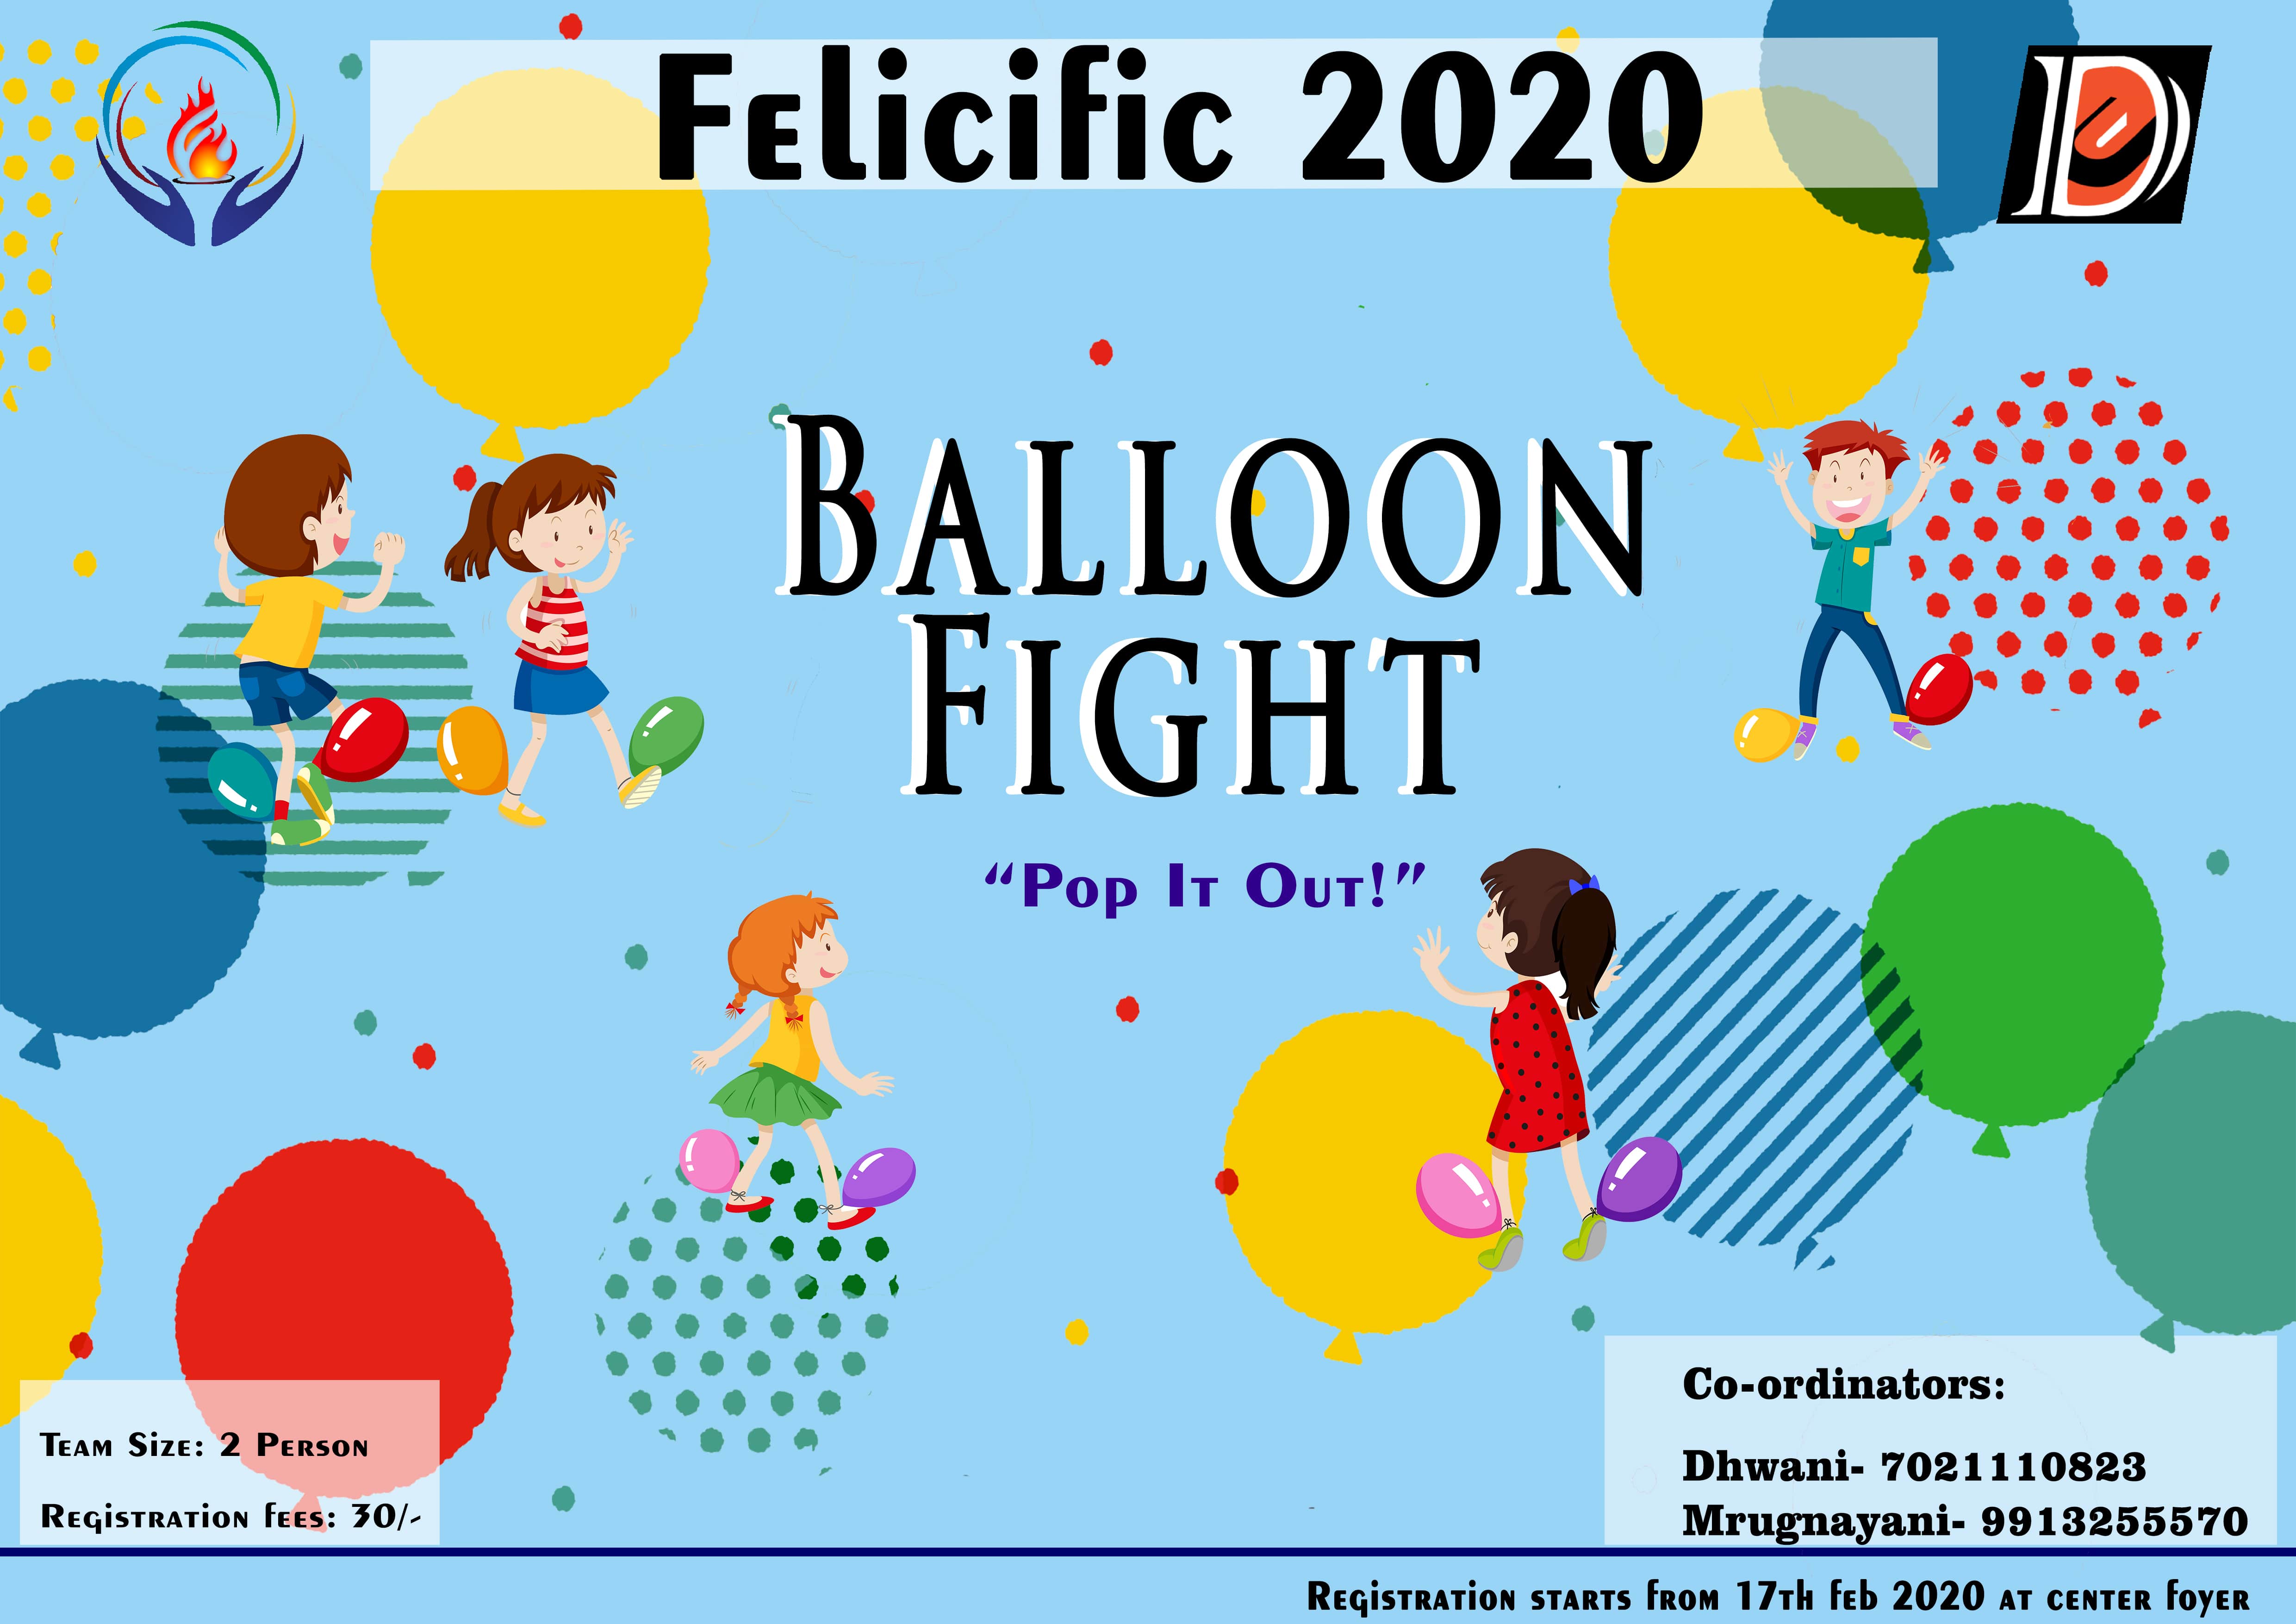 Felicific 2020
Balloon
Fight
“Pop It Out!”
Team Size: 2 Person
Registration fees: 30/-
Co-ordinators:
Dhwani- 7021110823
Mrugnayani- 9913255570
Registration starts from 17th feb 2020 at center foyer